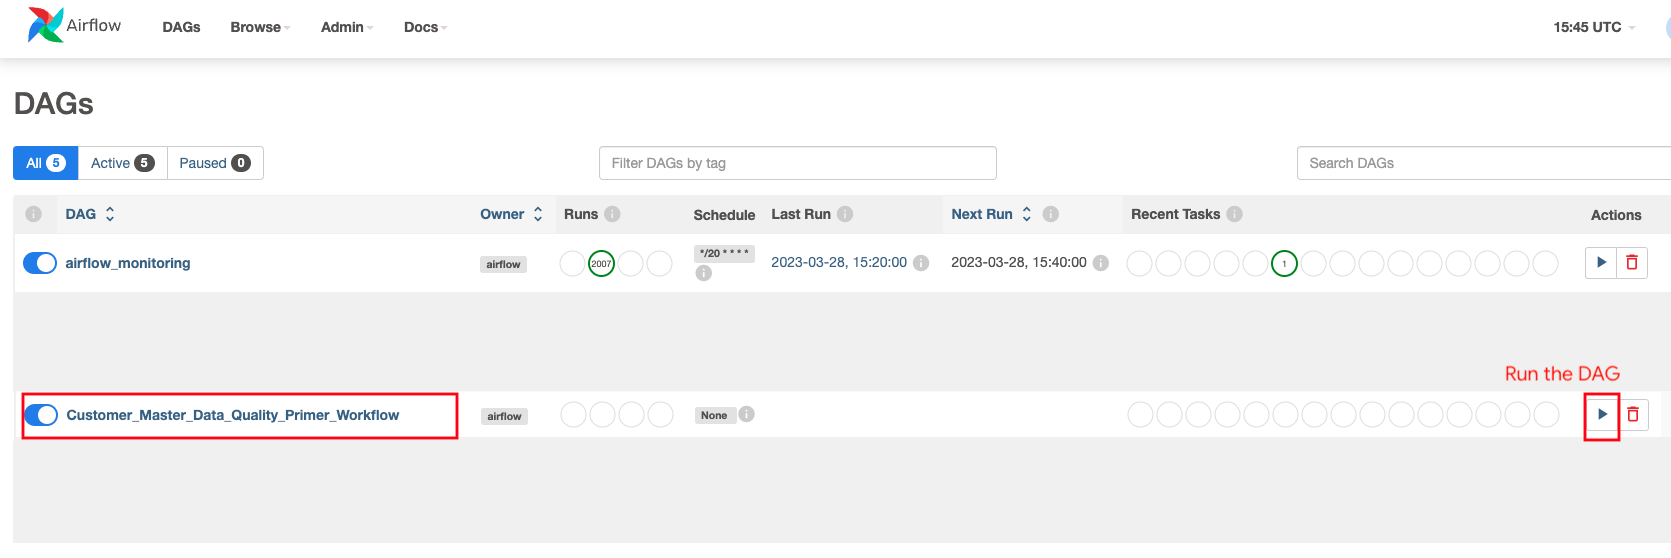 Airflow DAGs Browse Admin Docs 15:45 UTC
DAGs
All 5 Active 5 Paused 0 Filter DAGs by tag Search DAGs
i DAG Owner Runs i Schedule Last Run i Next Run i Recent Tasks i Actions
airflow_monitoring airflow 2007 */20 * * * * i 2023-03-28, 15:20:00 i 2023-03-28, 15:40:00 i 1
Run the DAG
Customer_Master_Data_Quality_Primer_Workflow airflow None i